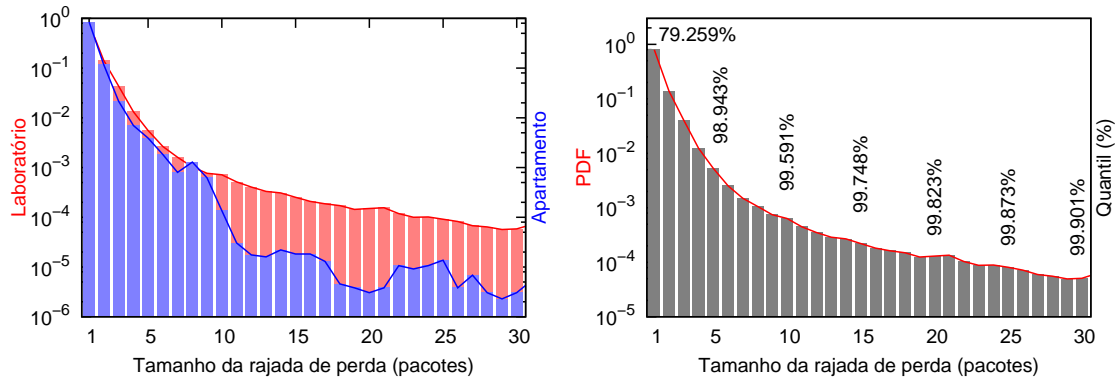 10^0
10^-1
10^-2
10^-3
10^-4
10^-5
10^-6
Laboratório
Apartamento
1 5 10 15 20 25 30
Tamanho da rajada de perda (pacotes)
10^0
10^-1
10^-2
10^-3
10^-4
10^-5
PDF
79.259%
98.943%
99.591%
99.748%
99.823%
99.873%
99.901%
Quantil (%)
1 5 10 15 20 25 30
Tamanho da rajada de perda (pacotes)